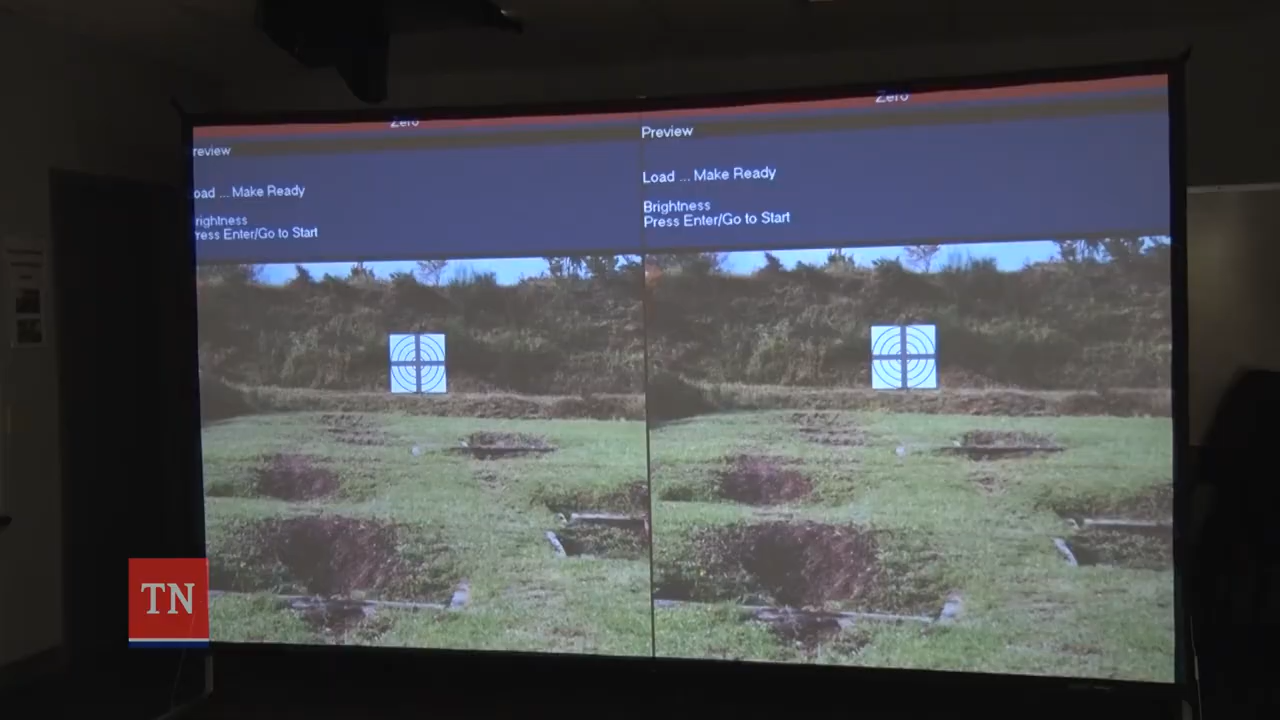 Zero
review
oad ... Make Ready
rightness
ress Enter/Go to Start
Zero
Preview
Load ... Make Ready
Brightness
Press Enter/Go to Start
TN